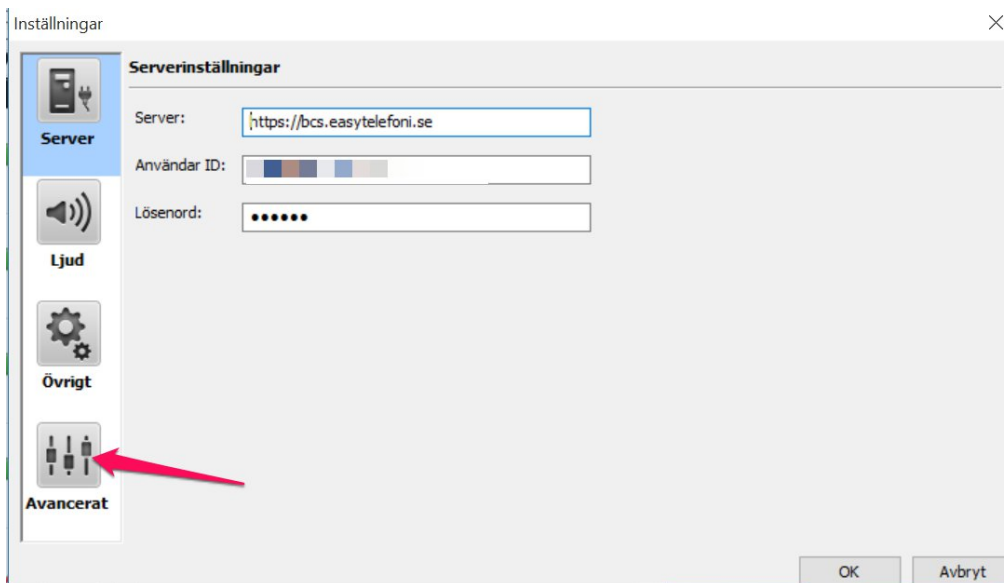 Inställningar
Server
Ljud
Övrigt
Avancerat
Serverinställningar
Server: https://bcs.easytelefoni.se
Användar ID:
Lösenord: ••••••
OK Avbryt